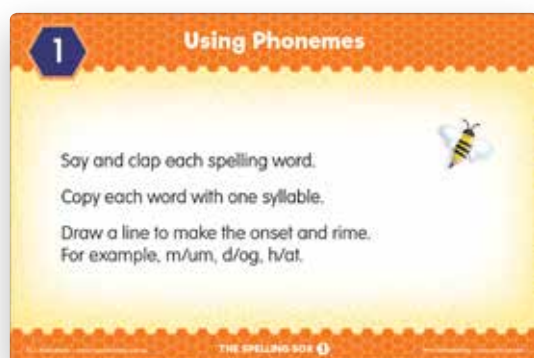 1
Using Phonemes
Say and clap each spelling word.
Copy each word with one syllable.
Draw a line to make the onset and rime.
For example, m/um, d/og, h/at.
THE SPELLING BOX 1